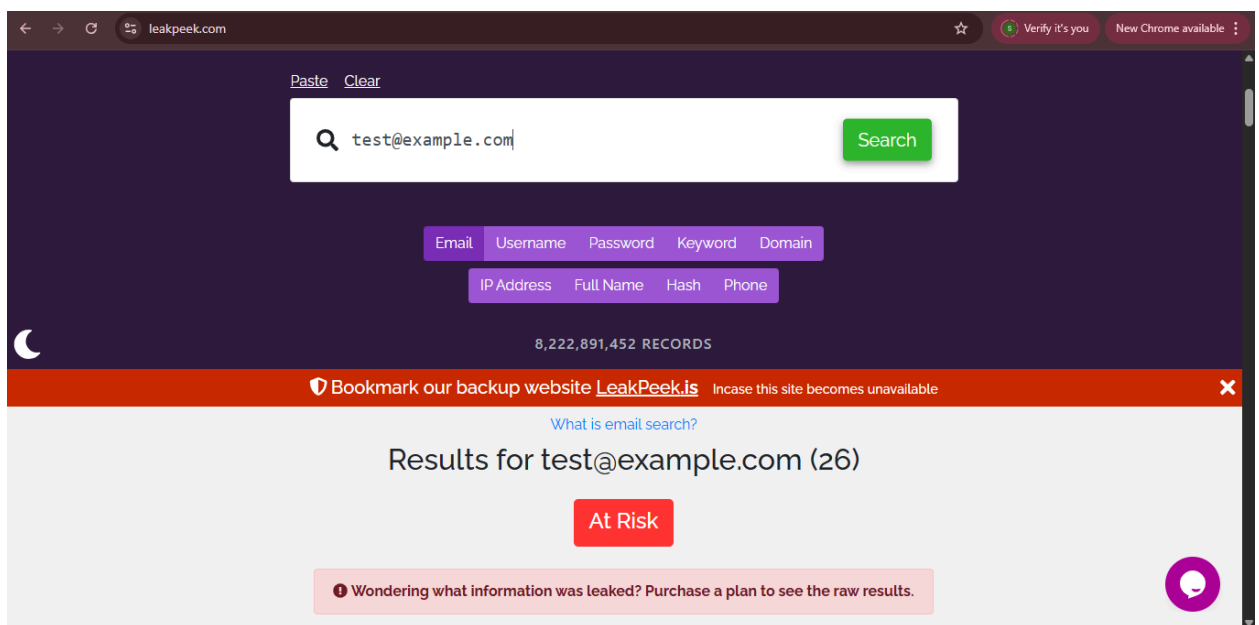 leakpeek.com
Verify it's you
New Chrome available
Paste Clear
test@example.com
Search
Email Username Password Keyword Domain
IP Address Full Name Hash Phone
8,222,891,452 RECORDS
Bookmark our backup website LeakPeek.is Incase this site becomes unavailable
What is email search?
Results for test@example.com (26)
At Risk
Wondering what information was leaked? Purchase a plan to see the raw results.